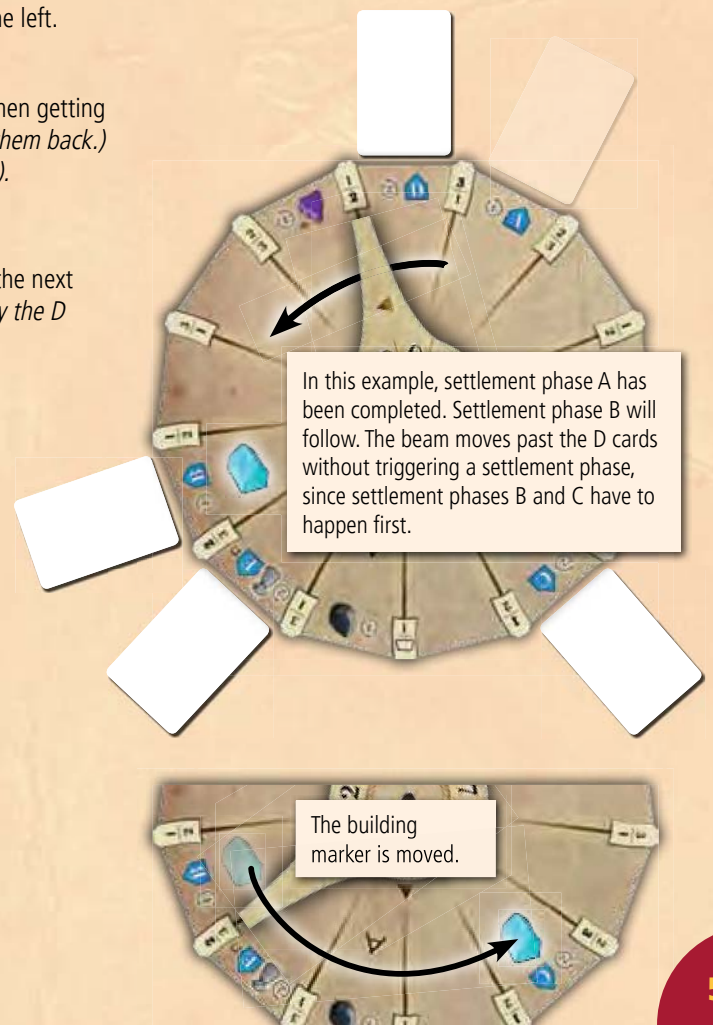 he left.
hen getting
hem back.)
).
the next
y the D
In this example, settlement phase A has
been completed. Settlement phase B will
follow. The beam moves past the D cards
without triggering a settlement phase,
since settlement phases B and C have to
happen first.
The building
marker is moved.
A
5